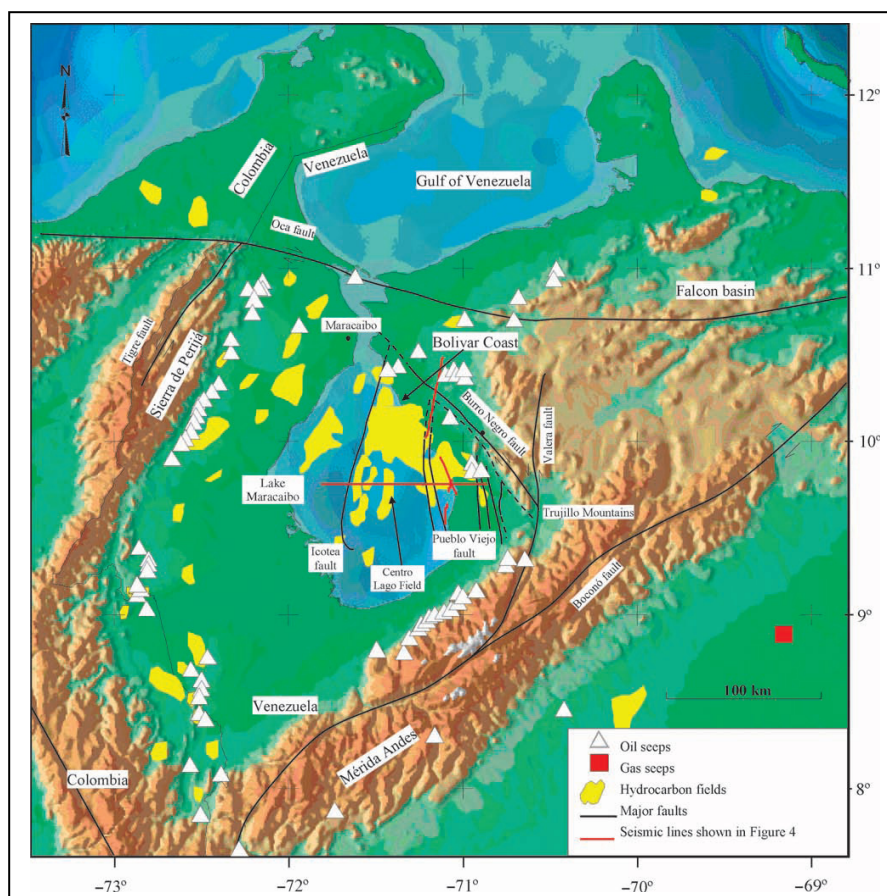 N
12°
Colombia
Venezuela
Gulf of Venezuela
Oca fault
11°
Falcon basin
Tigre fault
Sierra de Perijá
Maracaibo
Bolivar Coast
Burro Negro fault
Valera fault
10°
Lake
Maracaibo
Trujillo Mountains
Icotea
fault
Centro
Lago Field
Pueblo Viejo
fault
Boconó fault
9°
100 km
Venezuela
Mérida Andes
Colombia
Oil seeps
Gas seeps
Hydrocarbon fields
Major faults
Seismic lines shown in Figure 4
8°
−73°
−72°
−71°
−70°
−69°